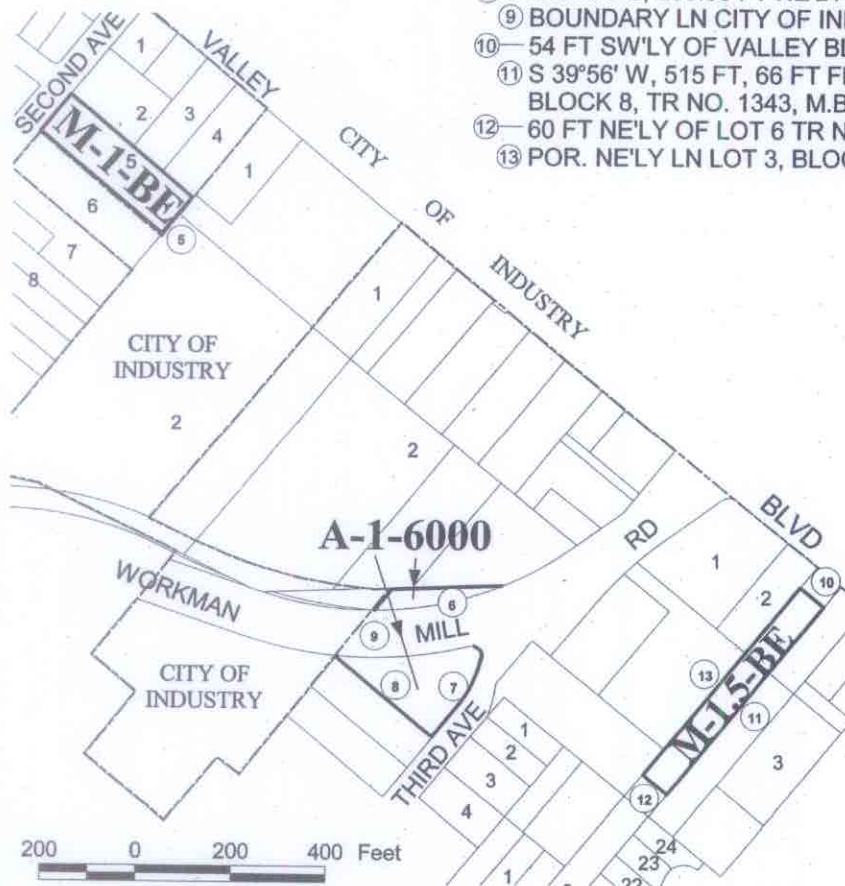 ⑨ BOUNDARY LN CITY OF
⑩ 54 FT SW'LY OF VALLEY
⑪ S 39°56' W, 515 FT, 66 FT
BLOCK 8, TR NO. 1343,
⑫ 60 FT NE'LY OF LOT 6 TR
⑬ POR. NE'LY LN LOT 3,
SECOND AVE
VALLEY
CITY
OF
INDUSTRY
BLVD
1
2
3
4
1
M-1-BE
5
6
⑤
7
8
CITY OF
INDUSTRY
2
1
2
A-1-6000
RD
1
2
⑩
WORKMAN
MILL
⑥
⑨
⑧
⑦
⑬
M-1.5-BE
⑪
3
CITY OF
INDUSTRY
THIRD AVE
1
2
3
4
⑫
24
23
22
1
200 0 200 400 Feet